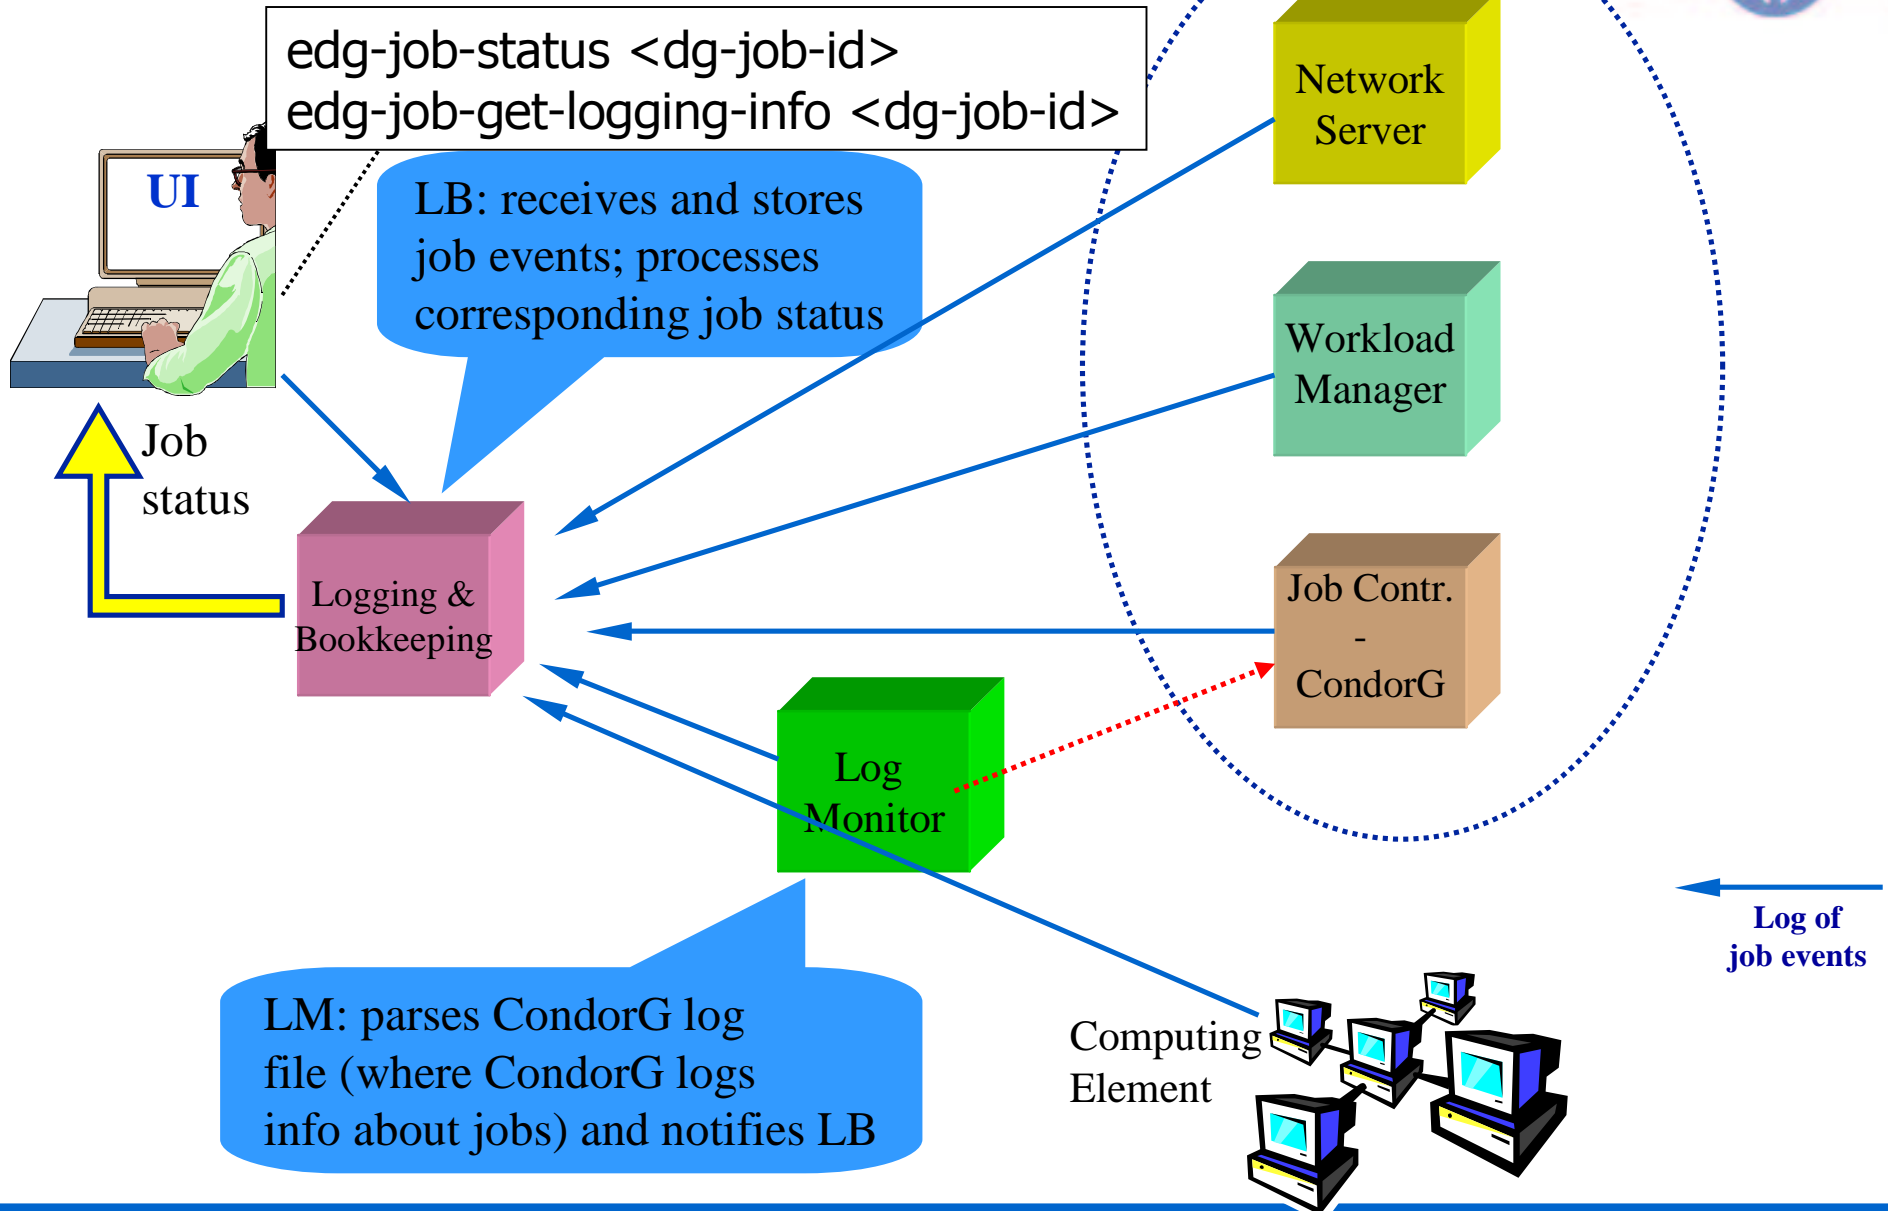 edg-job-status <dg-job-id>
edg-job-get-logging-info <dg-job-id>
Network
Server
UI
LB: receives and stores
job events; processes
corresponding job status
Workload
Manager
Job
status
Logging &
Bookkeeping
Job Contr.
-
CondorG
Log
Monitor
Log of
job events
LM: parses CondorG log
file (where CondorG logs
info about jobs) and notifies LB
Computing
Element